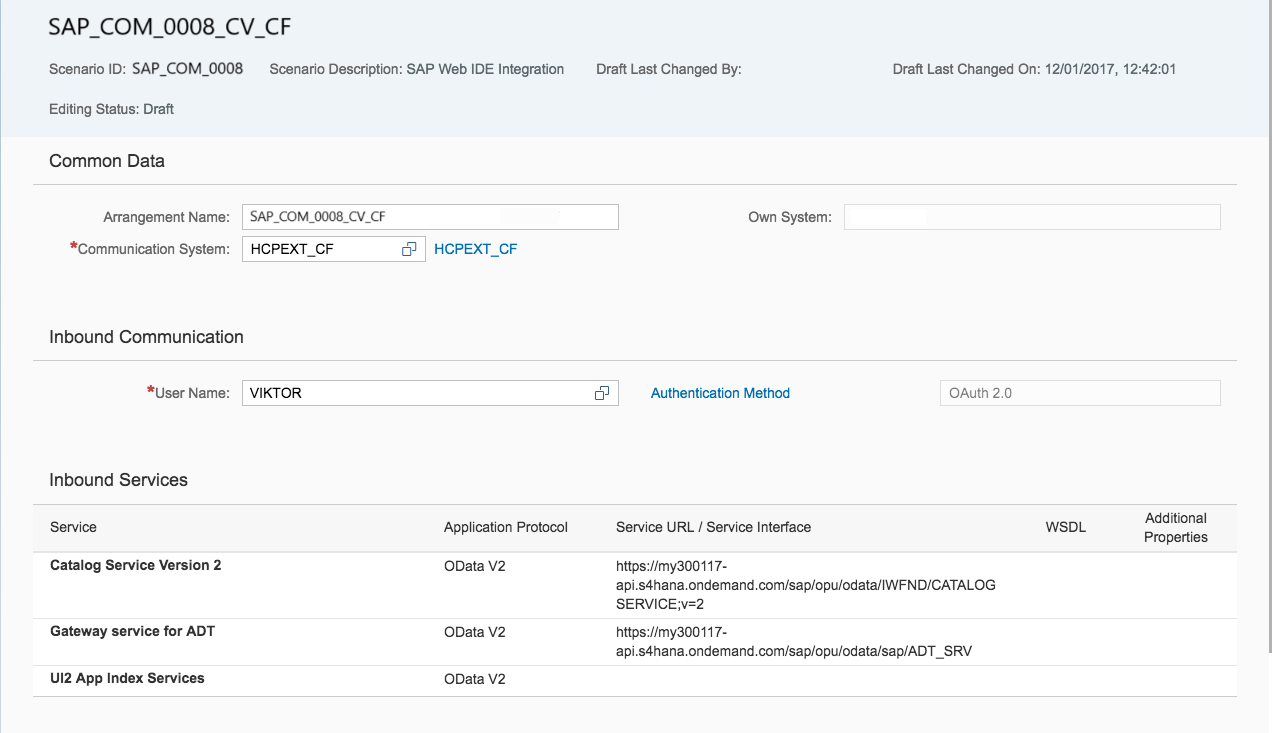 SAP_COM_0008_CV_CF
Scenario ID: SAP_COM_0008 Scenario Description: SAP Web IDE Integration Draft Last Changed By: Draft Last Changed On: 12/01/2017, 12:42:01
Editing Status: Draft
Common Data
Arrangement Name: SAP_COM_0008_CV_CF Own System:
*Communication System: HCPEXT_CF HCPEXT_CF
Inbound Communication
*User Name: VIKTOR Authentication Method OAuth 2.0
Inbound Services
Service Application Protocol Service URL / Service Interface WSDL Additional
Properties
Catalog Service Version 2 OData V2 https://my300117-
api.s4hana.ondemand.com/sap/opu/odata/IWFND/CATALOG
SERVICE;v=2
Gateway service for ADT OData V2 https://my300117-
api.s4hana.ondemand.com/sap/opu/odata/sap/ADT_SRV
UI2 App Index Services OData V2